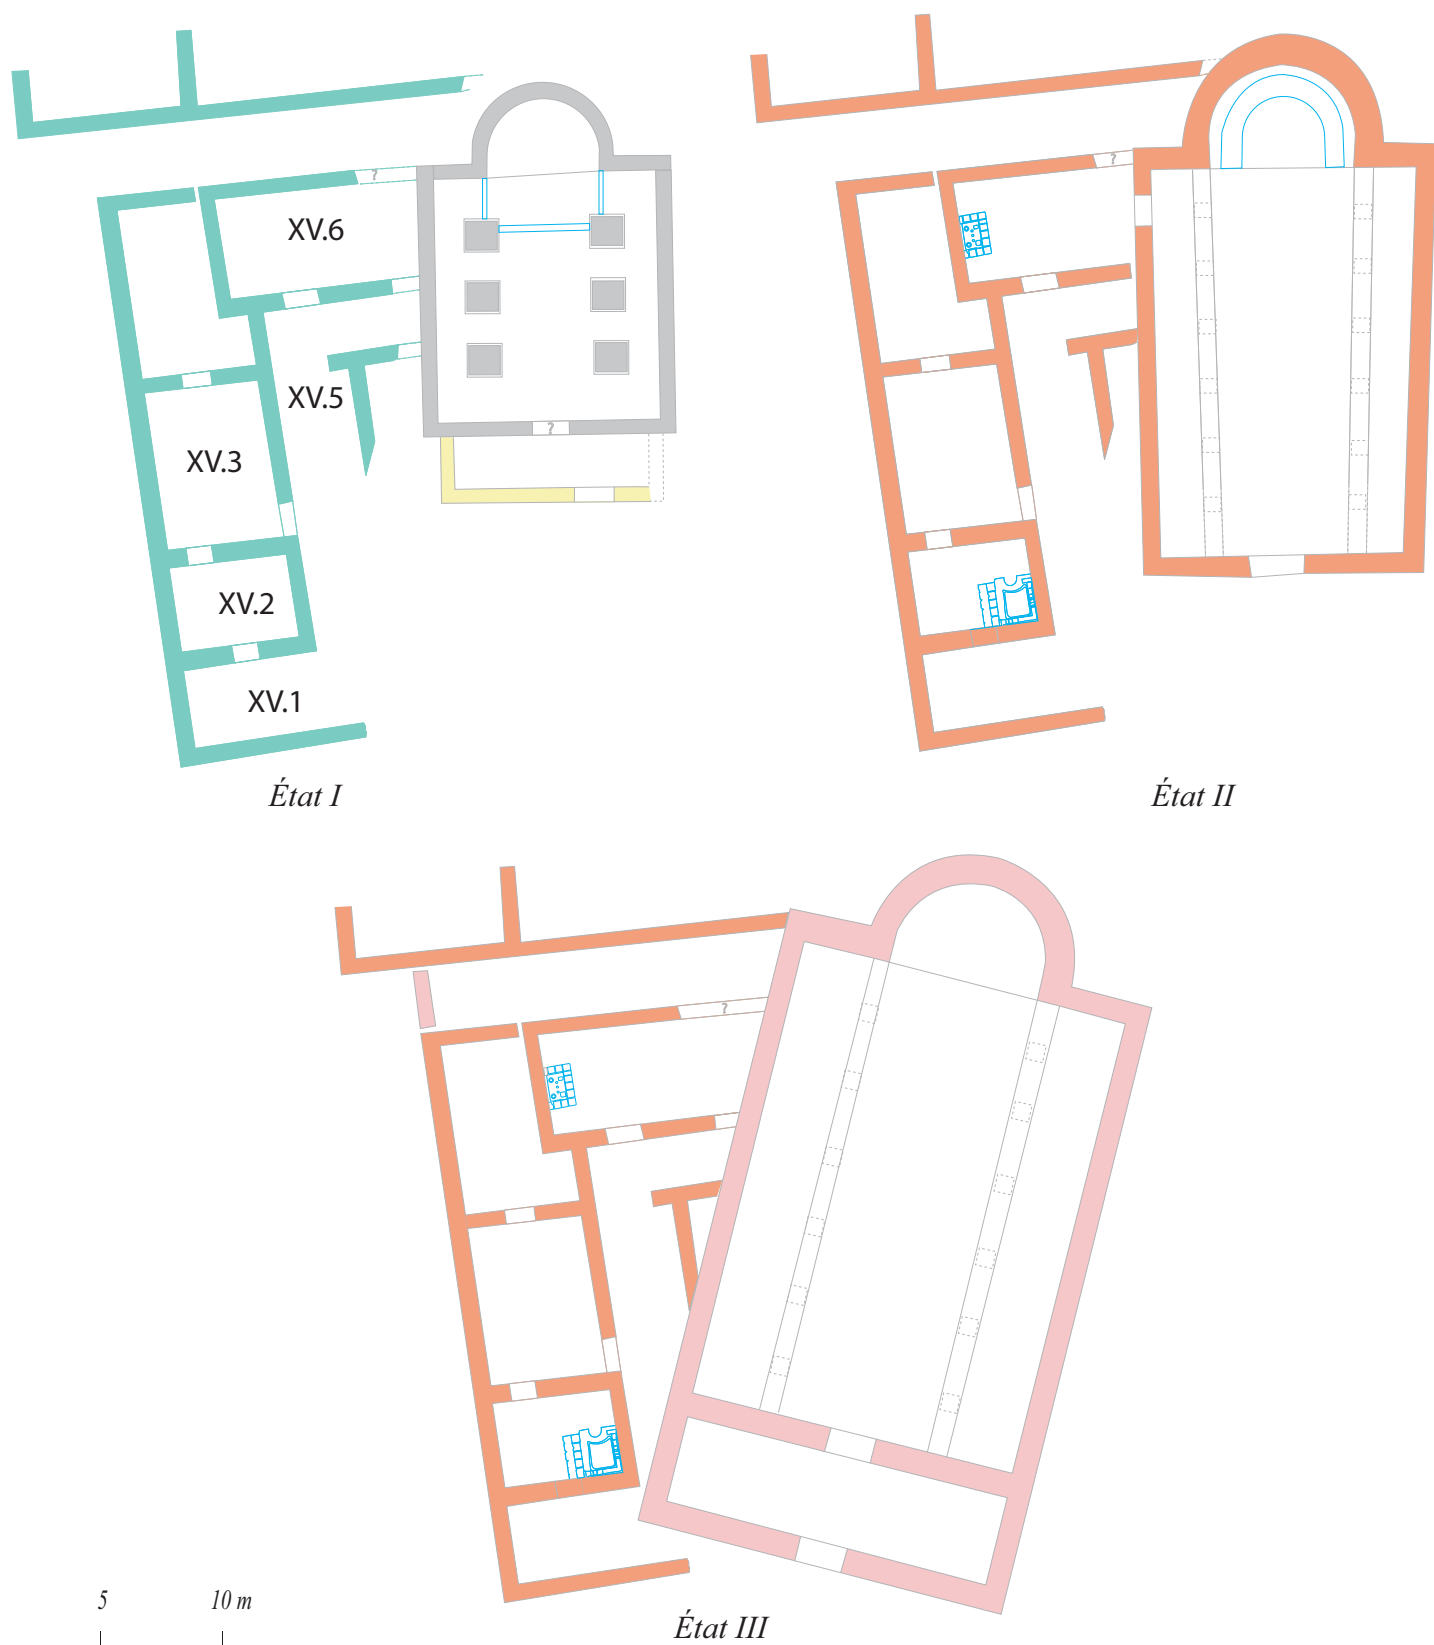 ?
XV.6
XV.5
?
XV.3
XV.2
XV.1
État I
?
État II
?
État III
5 10 m